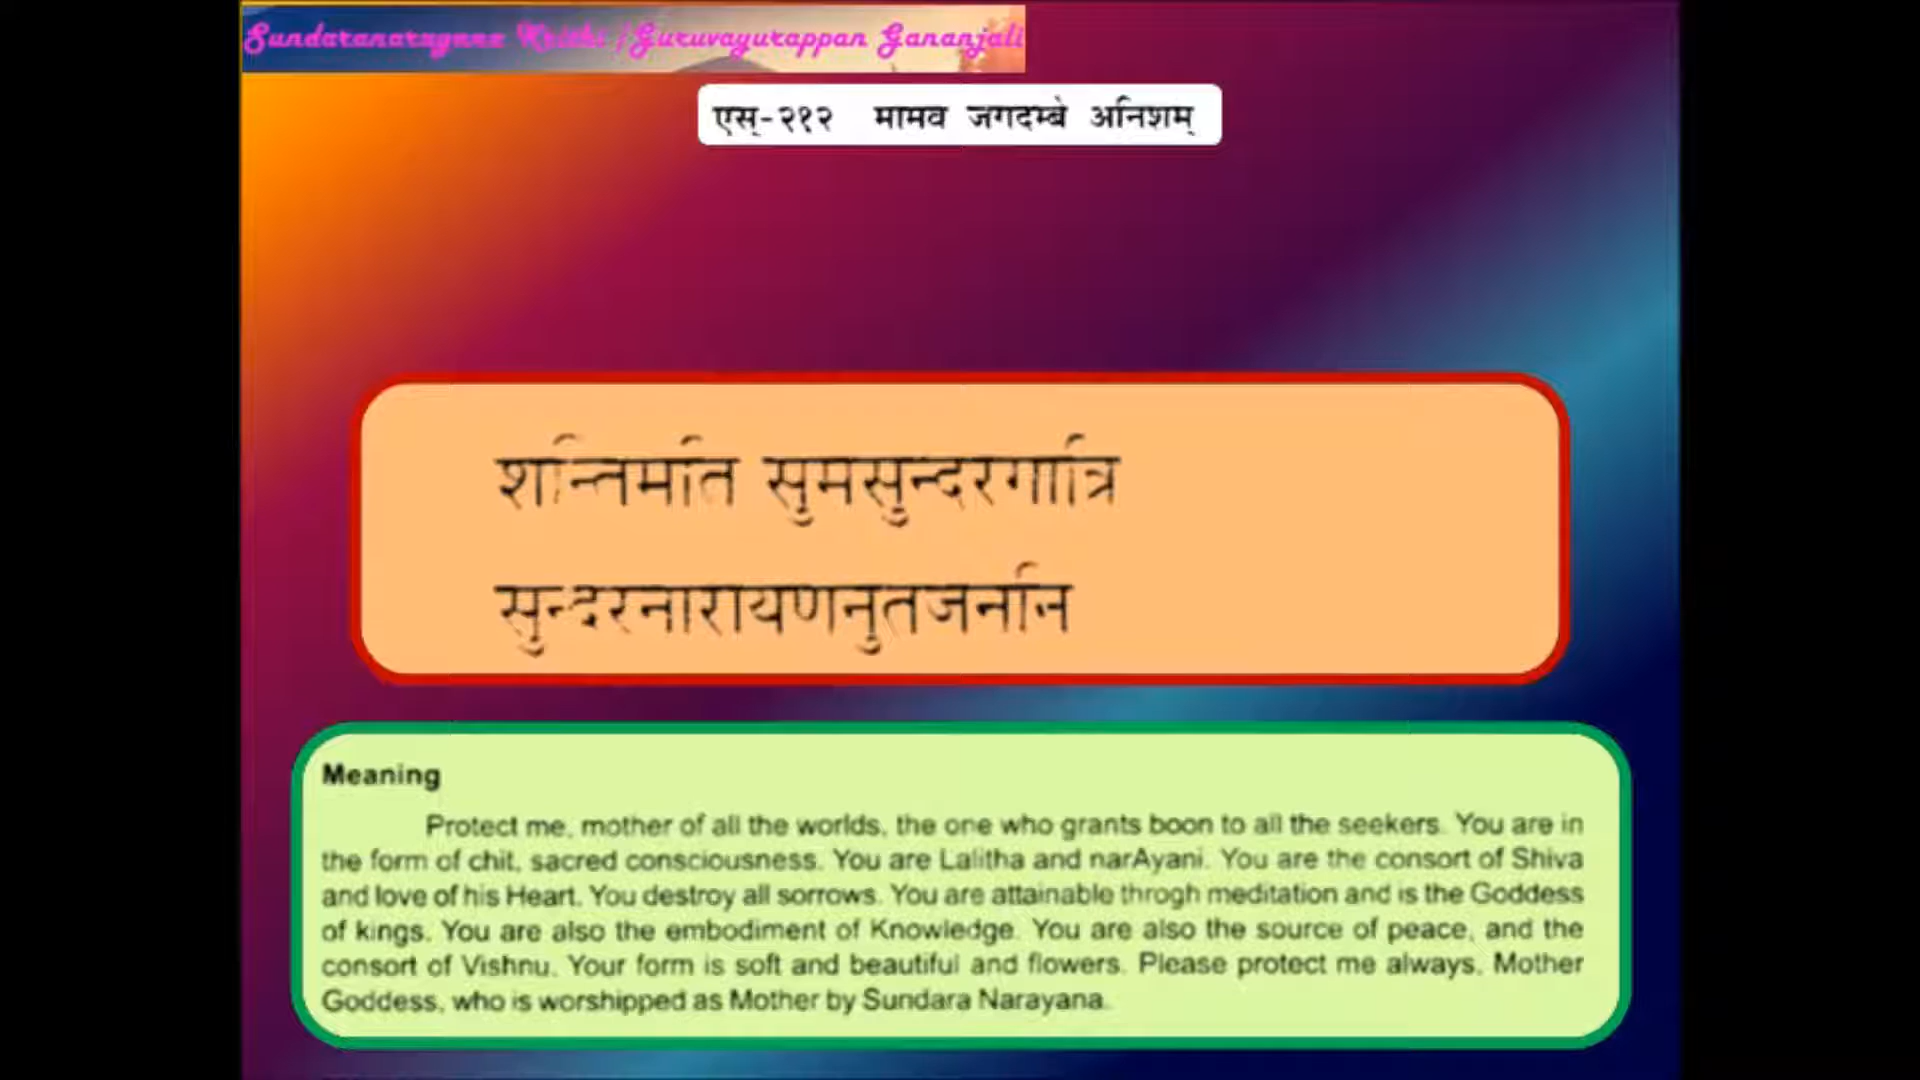 Sundaranarayana Krithi /Guruvayurappan Gananjali
एस्-२१२ मामव जगदम्बे अनिशम्
शन्तिमति सुमसुन्दरगात्रि
सुन्दरनारायणनुतजननि
Meaning
Protect me, mother of all the worlds, the one who grants boon to all the seekers. You are in
the form of chit, sacred consciousness. You are Lalitha and narAyani. You are the consort of Shiva
and love of his Heart. You destroy all sorrows. You are attainable throgh meditation and is the Goddess
of kings. You are also the embodiment of Knowledge. You are also the source of peace, and the
consort of Vishnu. Your form is soft and beautiful and flowers. Please protect me always, Mother
Goddess, who is worshipped as Mother by Sundara Narayana.